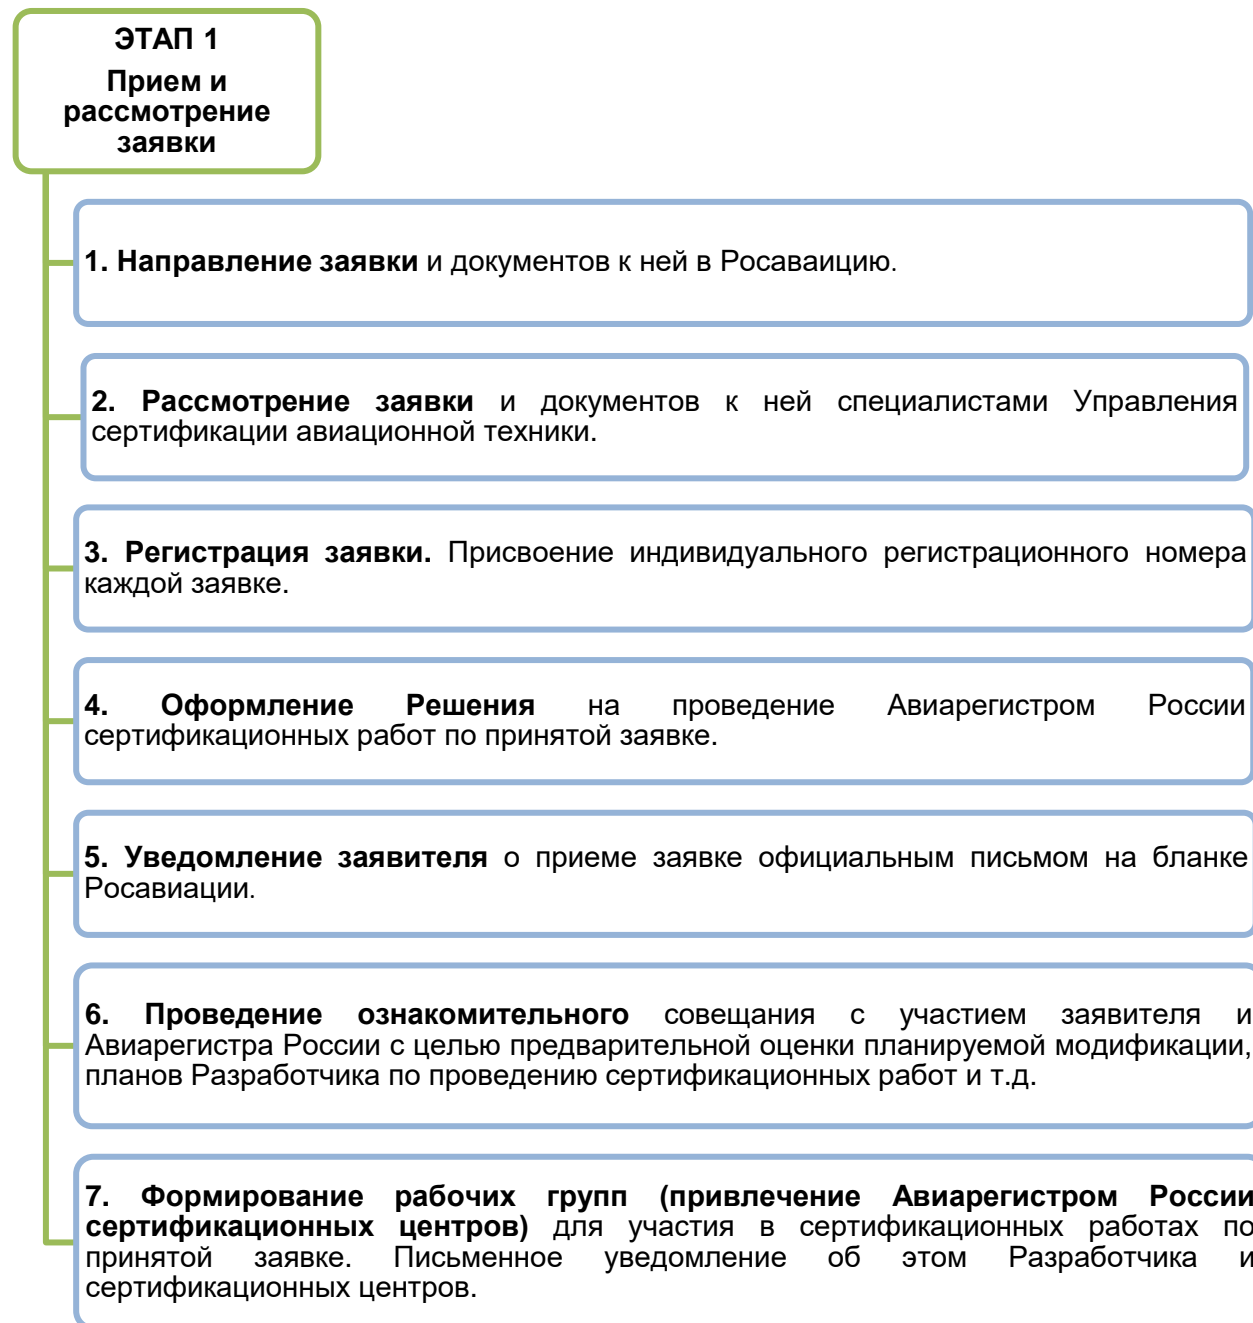 ЭТАП 1
Прием и
рассмотрение
заявки
1. Направление заявки и документов к ней в Росаваицию.
2. Рассмотрение заявки и документов к ней специалистами Управления
сертификации авиационной техники.
3. Регистрация заявки. Присвоение индивидуального регистрационного номера
каждой заявке.
4. Оформление Решения на проведение Авиарегистром России
сертификационных работ по принятой заявке.
5. Уведомление заявителя о приеме заявке официальным письмом на бланке
Росавиации.
6. Проведение ознакомительного совещания с участием заявителя и
Авиарегистра России с целью предварительной оценки планируемой модификации,
планов Разработчика по проведению сертификационных работ и т.д.
7. Формирование рабочих групп (привлечение Авиарегистром России
сертификационных центров) для участия в сертификационных работах по
принятой заявке. Письменное уведомление об этом Разработчика и
сертификационных центров.